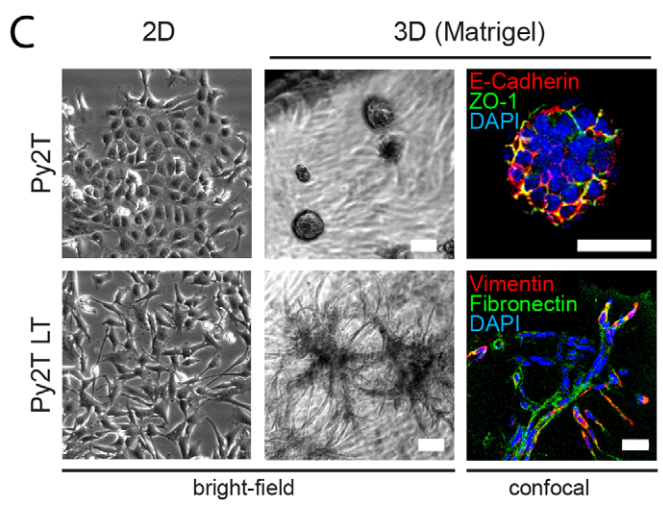 C
2D
3D (Matrigel)
Py2T
E-Cadherin
ZO-1
DAPI
Py2T LT
Vimentin
Fibronectin
DAPI
bright-field
confocal